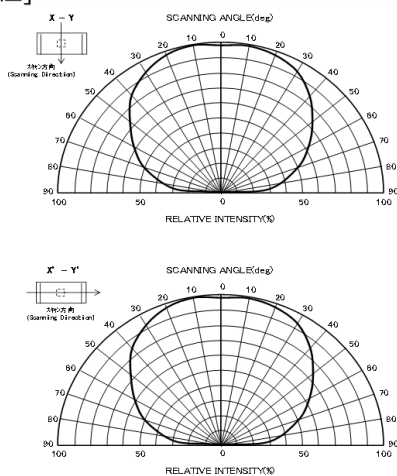 X - Y
スキャン方向
(Scanning Direction)
SCANNING ANGLE(deg)
0
10 10
20 20
30 30
40 40
50 50
60 60
70 70
80 80
90 90
100 50 0 50 100
RELATIVE INTENSITY(%)
X' - Y'
スキャン方向
(Scanning Direction)
SCANNING ANGLE(deg)
0
10 10
20 20
30 30
40 40
50 50
60 60
70 70
80 80
90 90
100 50 0 50 100
RELATIVE INTENSITY(%)